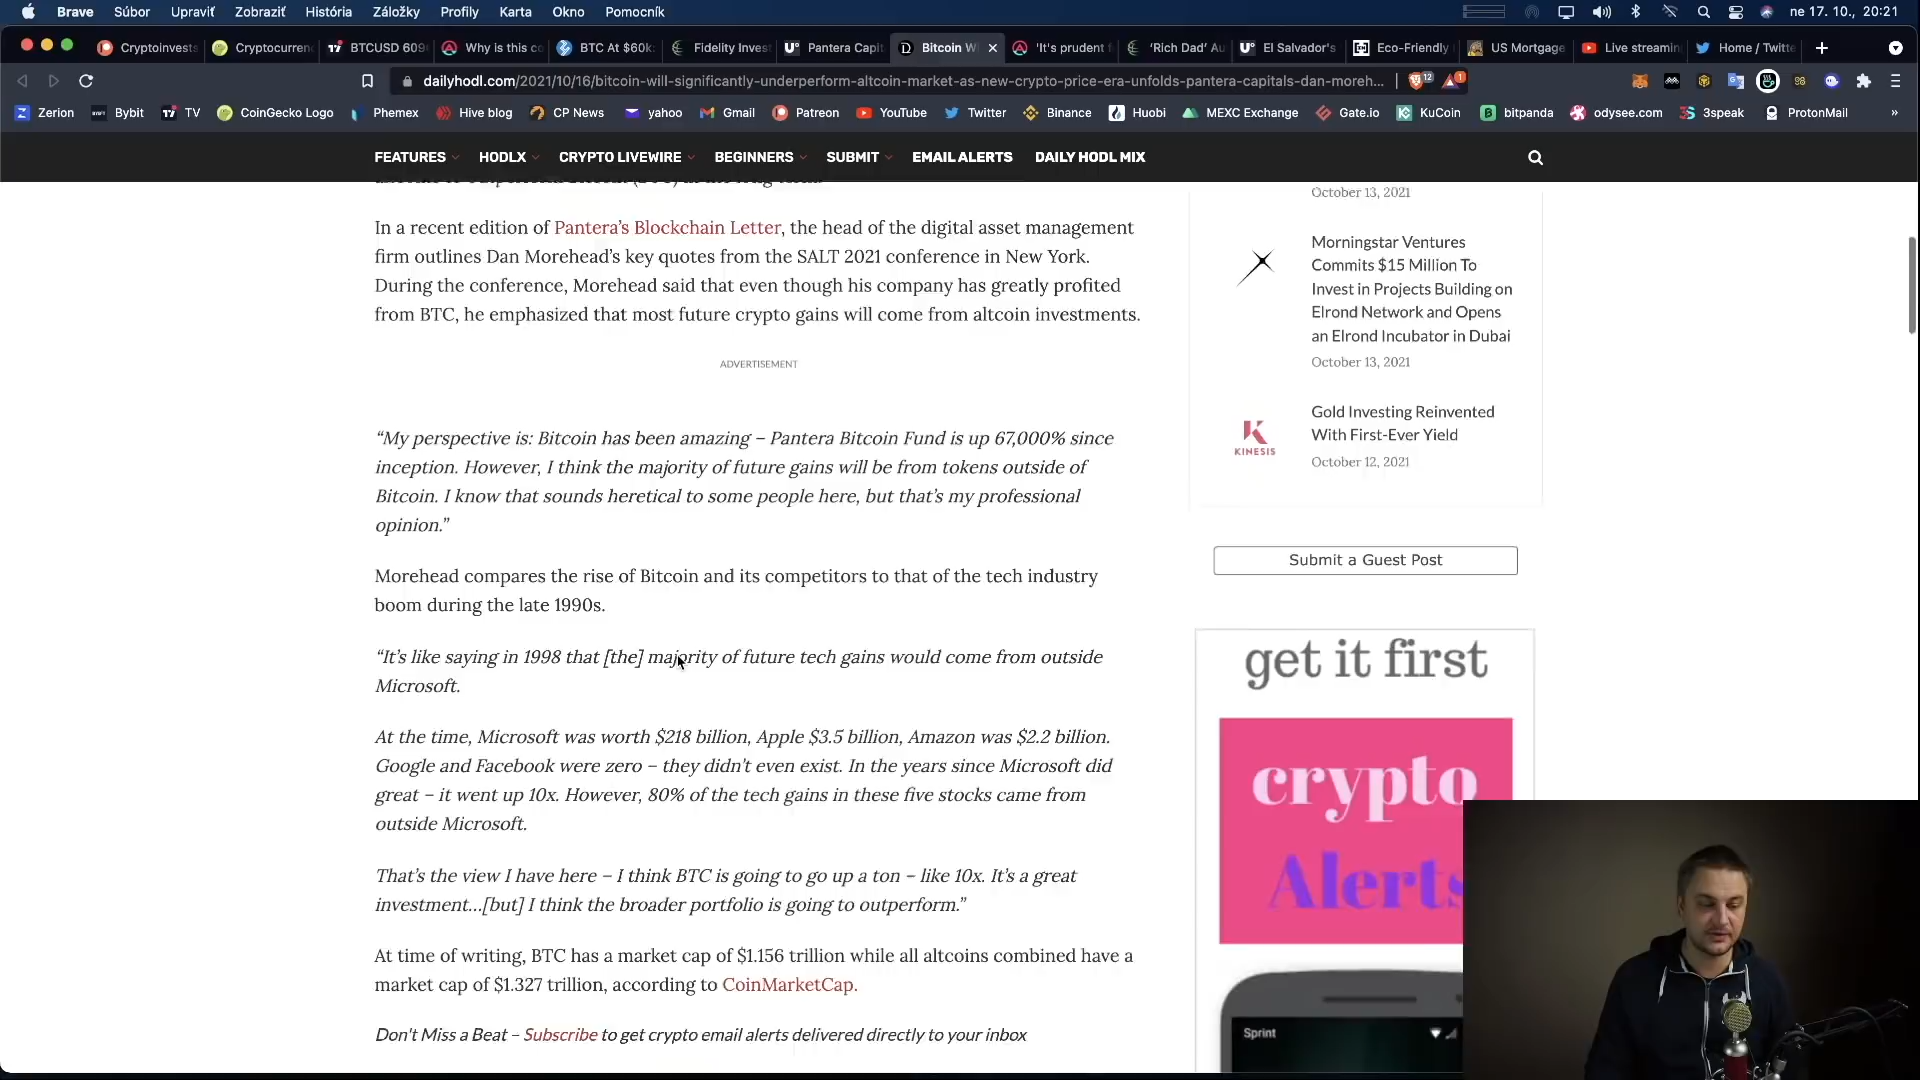 Brave Súbor Upraviť Zobraziť História Záložky Profily Karta Okno Pomocník ne 17. 10., 20:21
Cryptoinvest Cryptocurren BTCUSD 609 Why is this co BTC At $60k Fidelity Inves Pantera Capi Bitcoin W 'It's prudent f 'Rich Dad' Au El Salvador's Eco-Friendly US Mortgage Live streamin Home / Twitte
dailyhodl.com/2021/10/16/bitcoin-will-significantly-underperform-altcoin-market-as-new-crypto-price-era-unfolds-pantera-capitals-dan-moreh... 12 1
Zerion Bybit TV CoinGecko Logo Phemex Hive blog CP News yahoo Gmail Patreon YouTube Twitter Binance Huobi MEXC Exchange Gate.io KuCoin bitpanda odysee.com 3speak ProtonMail »
FEATURES HODLX CRYPTO LIVEWIRE BEGINNERS SUBMIT EMAIL ALERTS DAILY HODL MIX
In a recent edition of Pantera's Blockchain Letter, the head of the digital asset management
firm outlines Dan Morehead's key quotes from the SALT 2021 conference in New York.
During the conference, Morehead said that even though his company has greatly profited
from BTC, he emphasized that most future crypto gains will come from altcoin investments.
ADVERTISEMENT
“My perspective is: Bitcoin has been amazing – Pantera Bitcoin Fund is up 67,000% since
inception. However, I think the majority of future gains will be from tokens outside of
Bitcoin. I know that sounds heretical to some people here, but that's my professional
opinion.”
Morehead compares the rise of Bitcoin and its competitors to that of the tech industry
boom during the late 1990s.
“It's like saying in 1998 that [the] majority of future tech gains would come from outside
Microsoft.
At the time, Microsoft was worth $218 billion, Apple $3.5 billion, Amazon was $2.2 billion.
Google and Facebook were zero – they didn't even exist. In the years since Microsoft did
great – it went up 10x. However, 80% of the tech gains in these five stocks came from
outside Microsoft.
That's the view I have here – I think BTC is going to go up a ton – like 10x. It's a great
investment...[but] I think the broader portfolio is going to outperform.”
At time of writing, BTC has a market cap of $1.156 trillion while all altcoins combined have a
market cap of $1.327 trillion, according to CoinMarketCap.
Don't Miss a Beat – Subscribe to get crypto email alerts delivered directly to your inbox
October 13, 2021
Morningstar Ventures
Commits $15 Million To
Invest in Projects Building on
Elrond Network and Opens
an Elrond Incubator in Dubai
October 13, 2021
KINESIS
Gold Investing Reinvented
With First-Ever Yield
October 12, 2021
Submit a Guest Post
get it first
crypto
Alerts
Sprint